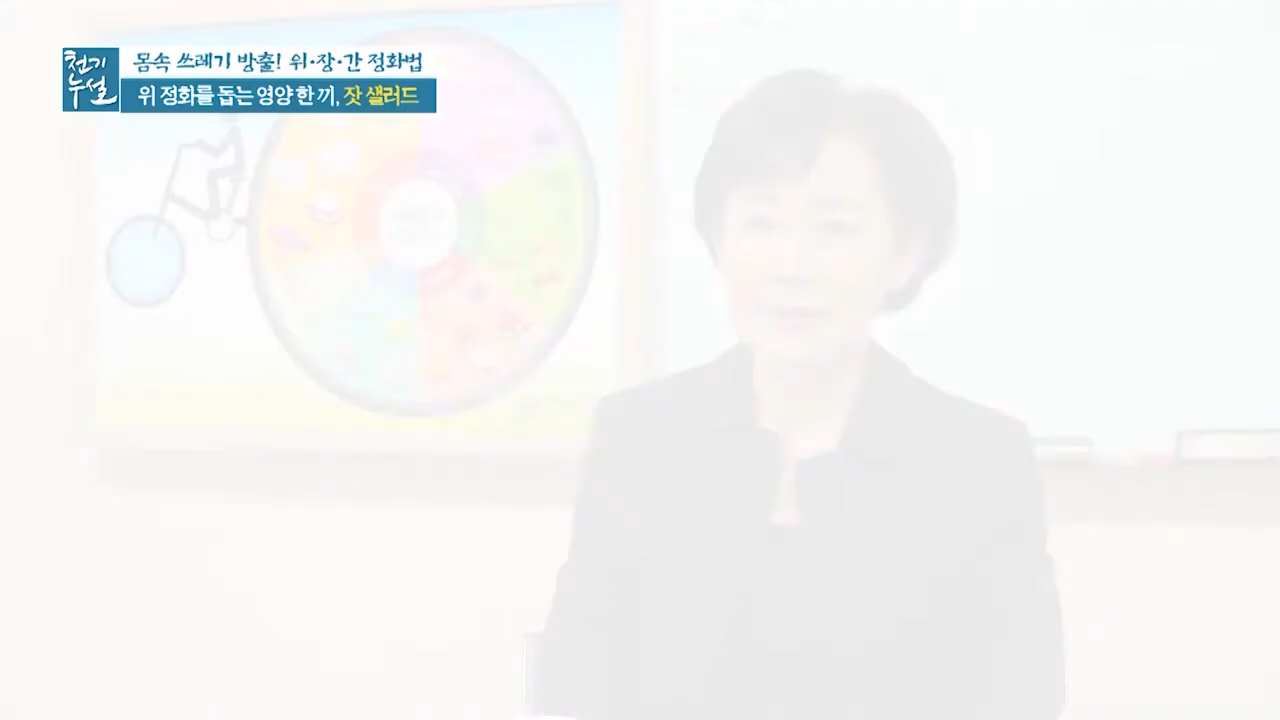 천기
누설
몸속 쓰레기 방출! 위·장·간 정화법
위 정화를 돕는 영양 한 끼, 잣 샐러드